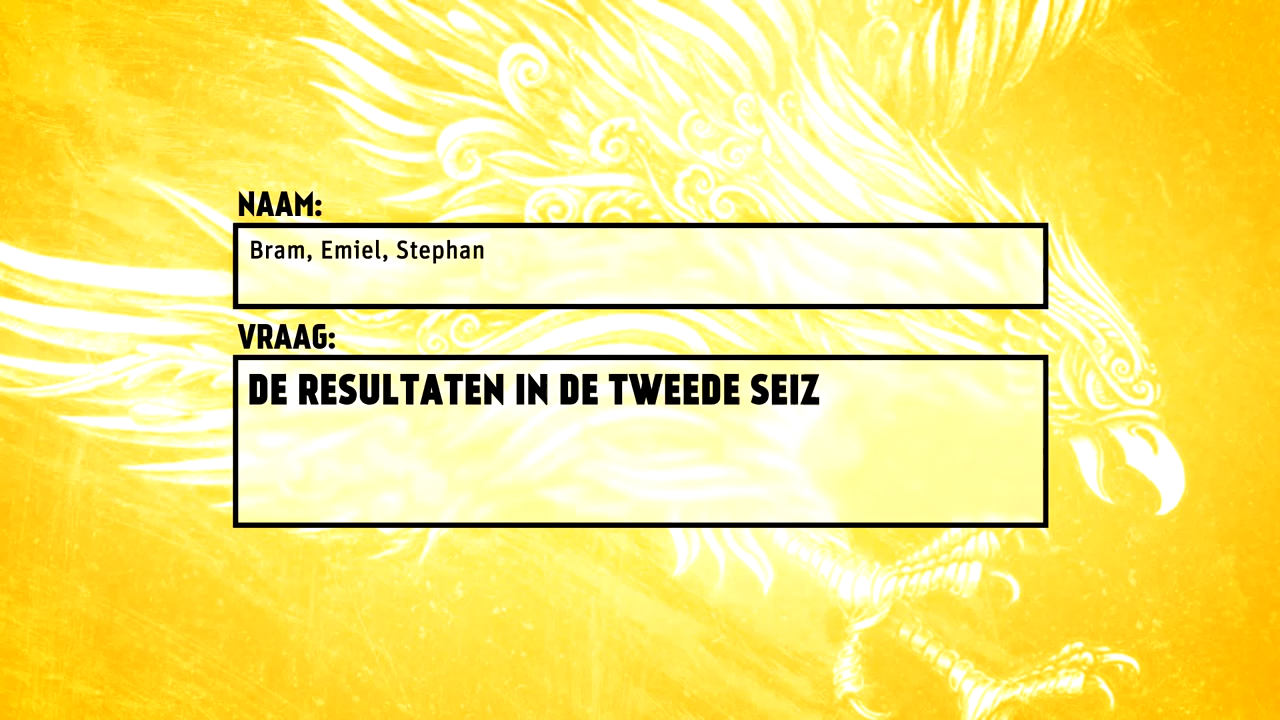 NAAM:
Bram, Emiel, Stephan
VRAAG:
DE RESULTATEN IN DE TWEEDE SEIZ